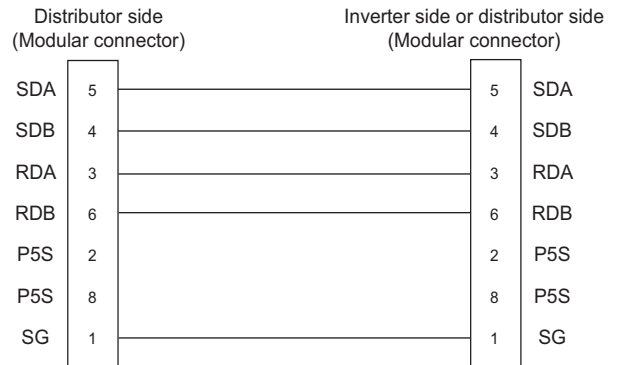 Distributor side
(Modular connector)
Inverter side or distributor side
(Modular connector)
SDA 5 5 SDA
SDB 4 4 SDB
RDA 3 3 RDA
RDB 6 6 RDB
P5S 2 2 P5S
P5S 8 8 P5S
SG 1 1 SG